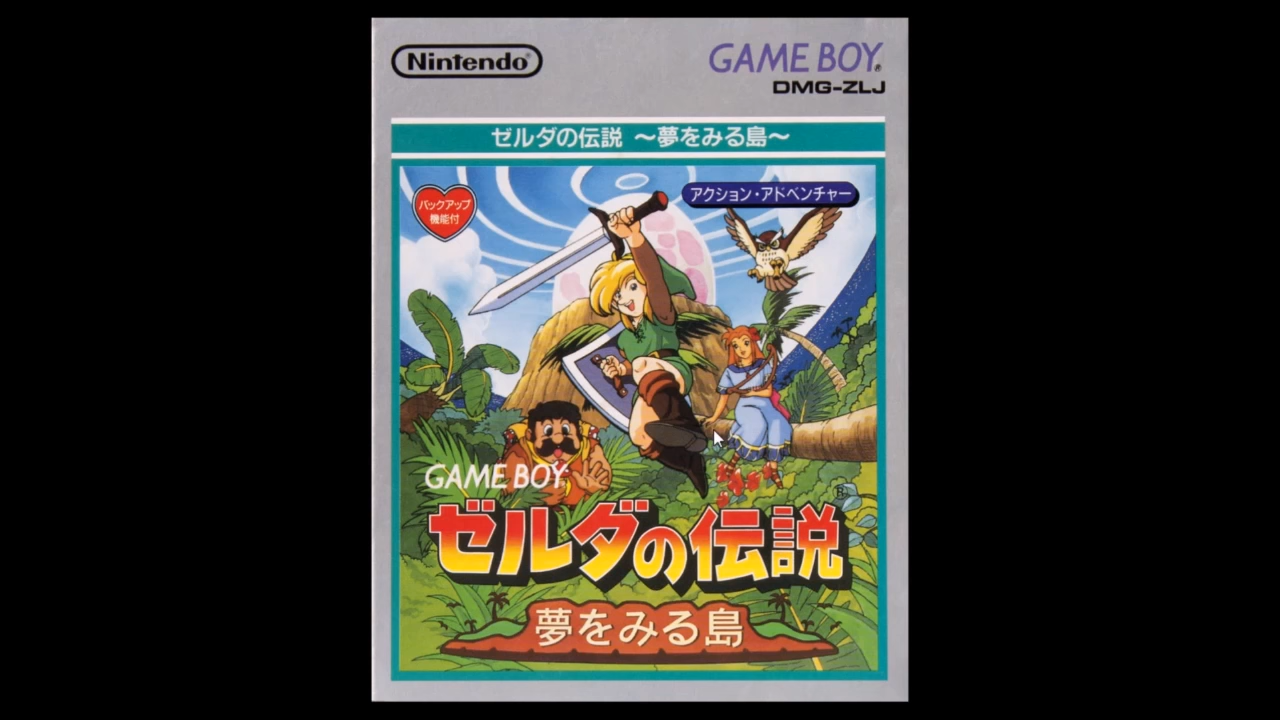 Nintendo®
GAME BOY®
DMG-ZLJ
ゼルダの伝説 〜夢をみる島〜
バックアップ
機能付
アクション・アドベンチャー
GAME BOY
ゼルダの伝説®
夢をみる島